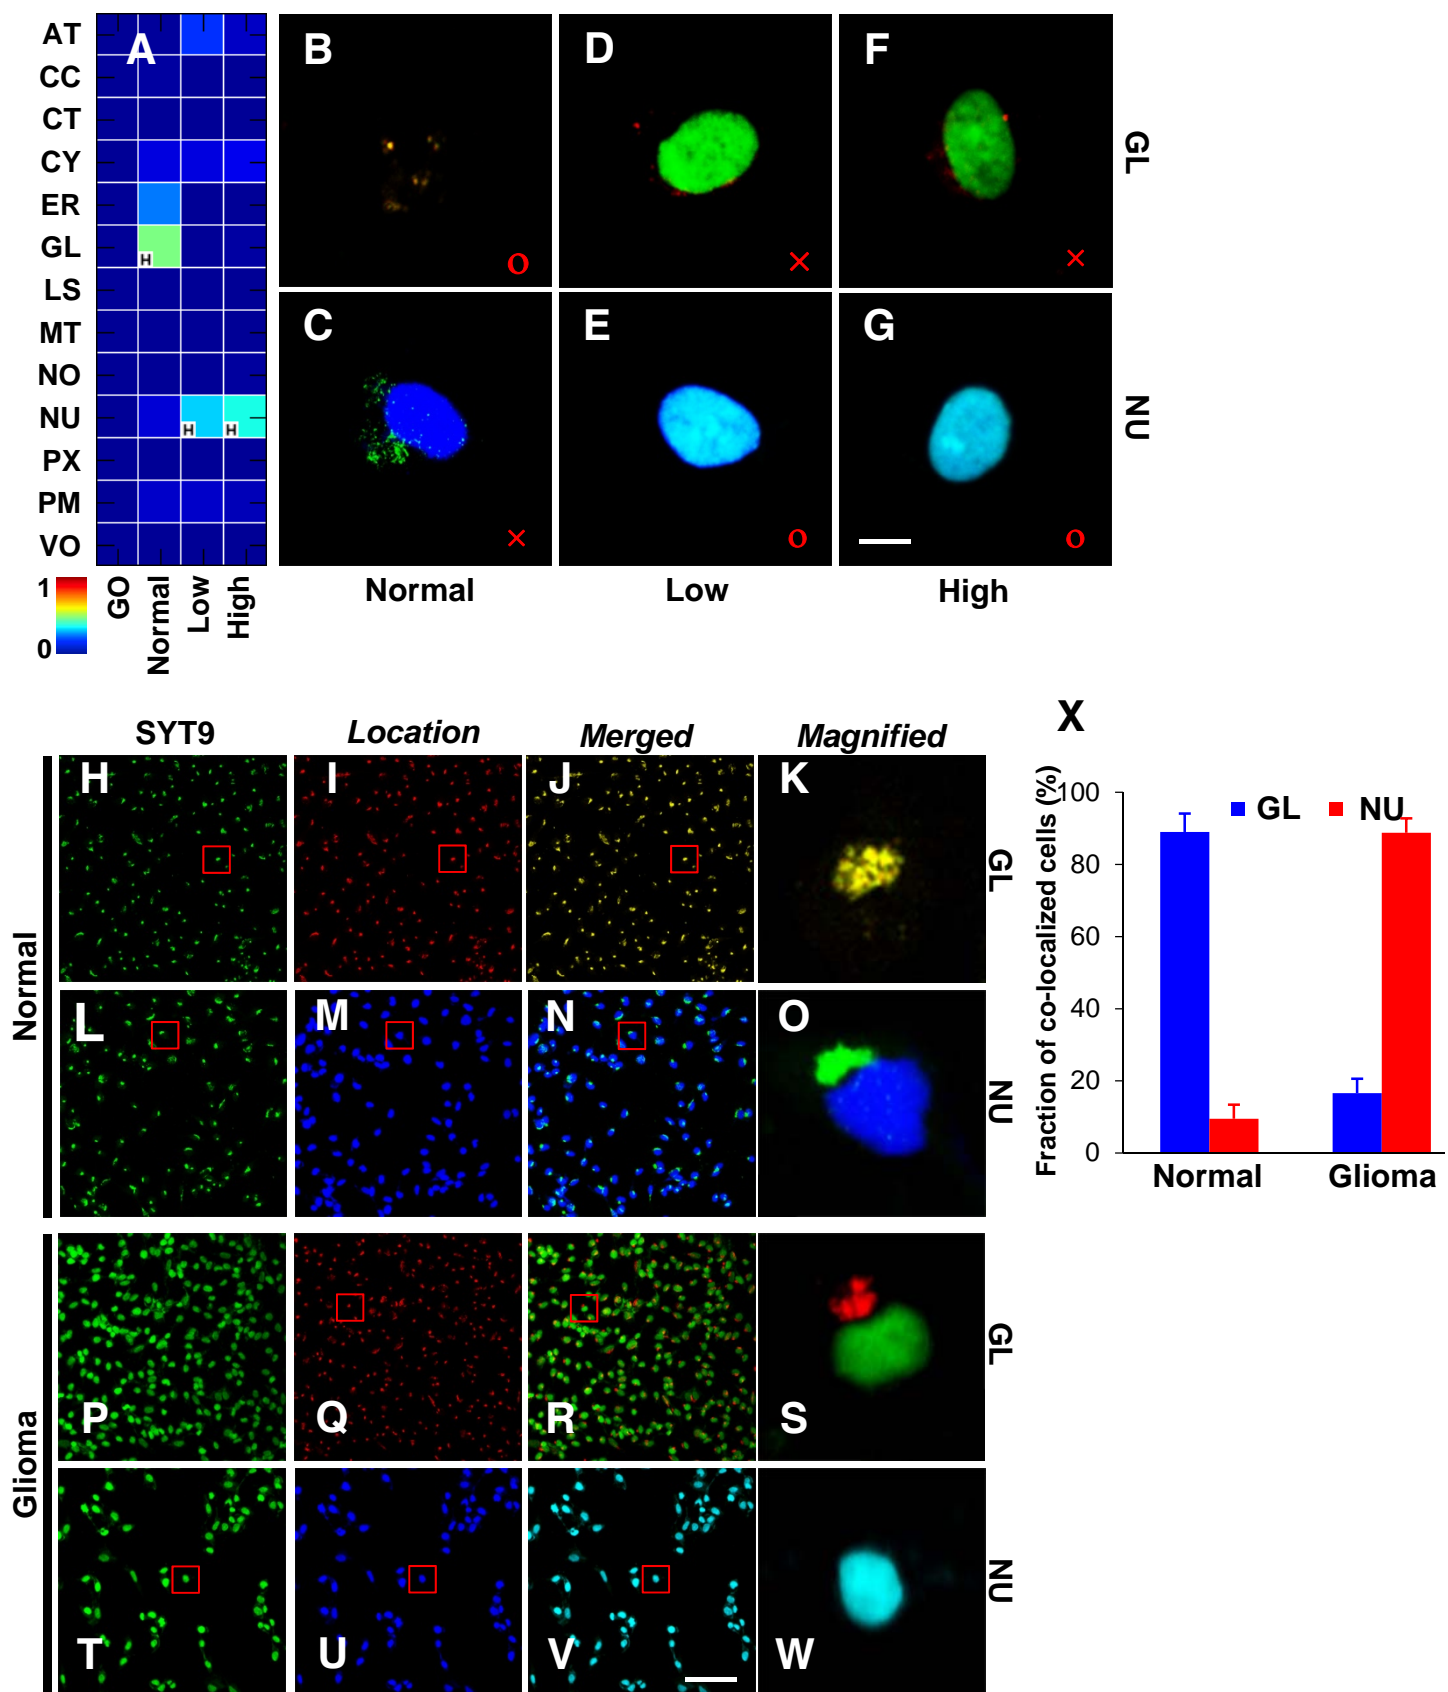 A
AT
CC
CT
CY
ER
GL
LS
MT
NO
NU
PX
PM
VO
H
H
H
1
0
GO
Normal
Low
High
B
D
F
GL
O
×
×
C
E
G
NU
×
O
O
Normal
Low
High
SYT9
Location
Merged
Magnified
Normal
H
I
J
K
GL
L
M
N
O
NU
Glioma
P
Q
R
S
GL
T
U
V
W
NU
X
Fraction of co-localized cells (%)
100
80
60
40
20
0
GL
NU
Normal
Glioma